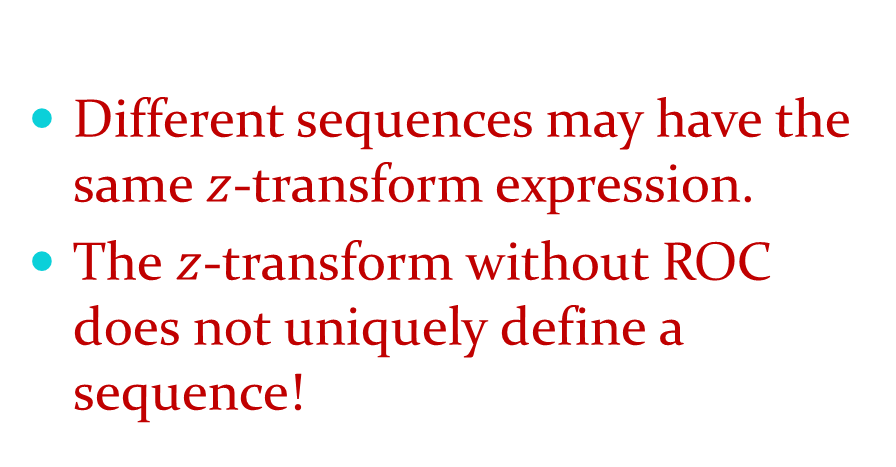 • Different sequences may have the
same z-transform expression.
• The z-transform without ROC
does not uniquely define a
sequence!